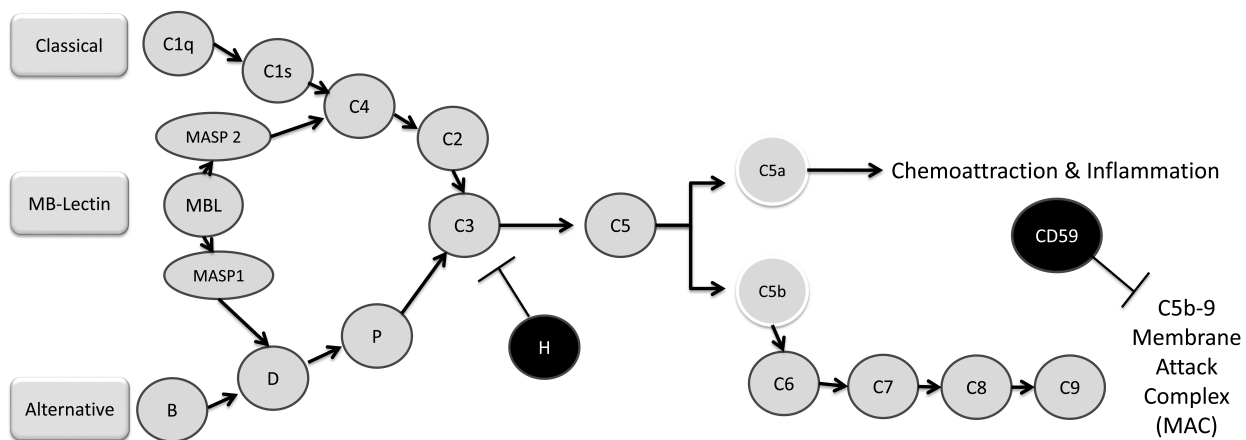 Classical
C1q
C1s
C4
C2
MASP 2
MB-Lectin
MBL
MASP1
C3
C5
C5a
Chemoattraction & Inflammation
CD59
C5b
C5b-9
Membrane
Attack
Complex
(MAC)
H
P
D
Alternative
B
C6
C7
C8
C9